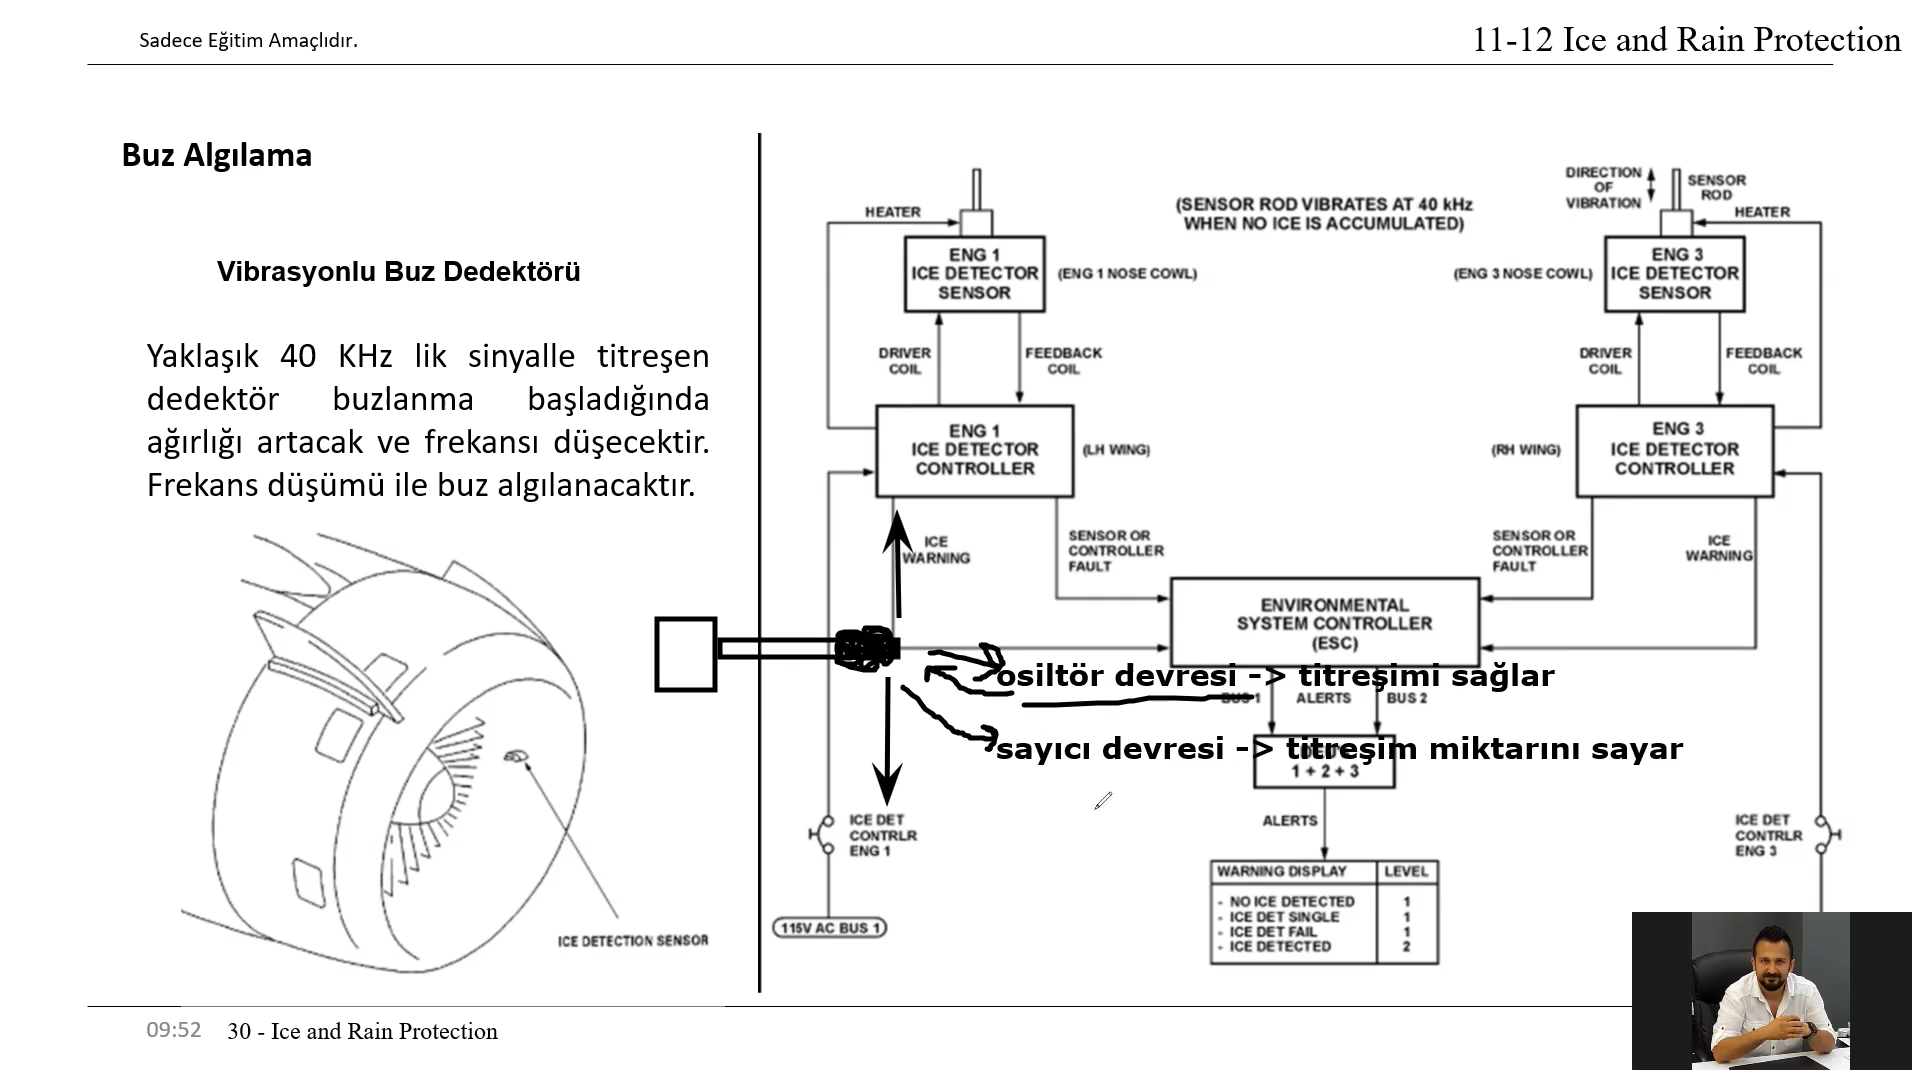 Sadece Eğitim Amaçlıdır.
11-12 Ice and Rain Protection
Buz Algılama
Vibrasyonlu Buz Dedektörü
Yaklaşık 40 KHz lik sinyalle titreşen
dedektör buzlanma başladığında
ağırlığı artacak ve frekansı düşecektir.
Frekans düşümü ile buz algılanacaktır.
ICE DETECTION SENSOR
HEATER
(SENSOR ROD VIBRATES AT 40 kHz
WHEN NO ICE IS ACCUMULATED)
DIRECTION
OF
VIBRATION
SENSOR
ROD
HEATER
ENG 1
ICE DETECTOR
SENSOR
(ENG 1 NOSE COWL)
(ENG 3 NOSE COWL)
ENG 3
ICE DETECTOR
SENSOR
DRIVER
COIL
FEEDBACK
COIL
DRIVER
COIL
FEEDBACK
COIL
ENG 1
ICE DETECTOR
CONTROLLER
(LH WING)
(RH WING)
ENG 3
ICE DETECTOR
CONTROLLER
ICE
WARNING
SENSOR OR
CONTROLLER
FAULT
SENSOR OR
CONTROLLER
FAULT
ICE
WARNING
ENVIRONMENTAL
SYSTEM CONTROLLER
(ESC)
osiltör devresi -> titreşimi sağlar
BUS 1
ALERTS
BUS 2
sayıcı devresi -> titreşim miktarını sayar
1 + 2 + 3
ALERTS
ICE DET
CONTRLR
ENG 1
ICE DET
CONTRLR
ENG 3
115V AC BUS 1
WARNING DISPLAY LEVEL
- NO ICE DETECTED 1
- ICE DET SINGLE 1
- ICE DET FAIL 1
- ICE DETECTED 2
09:52
30 - Ice and Rain Protection